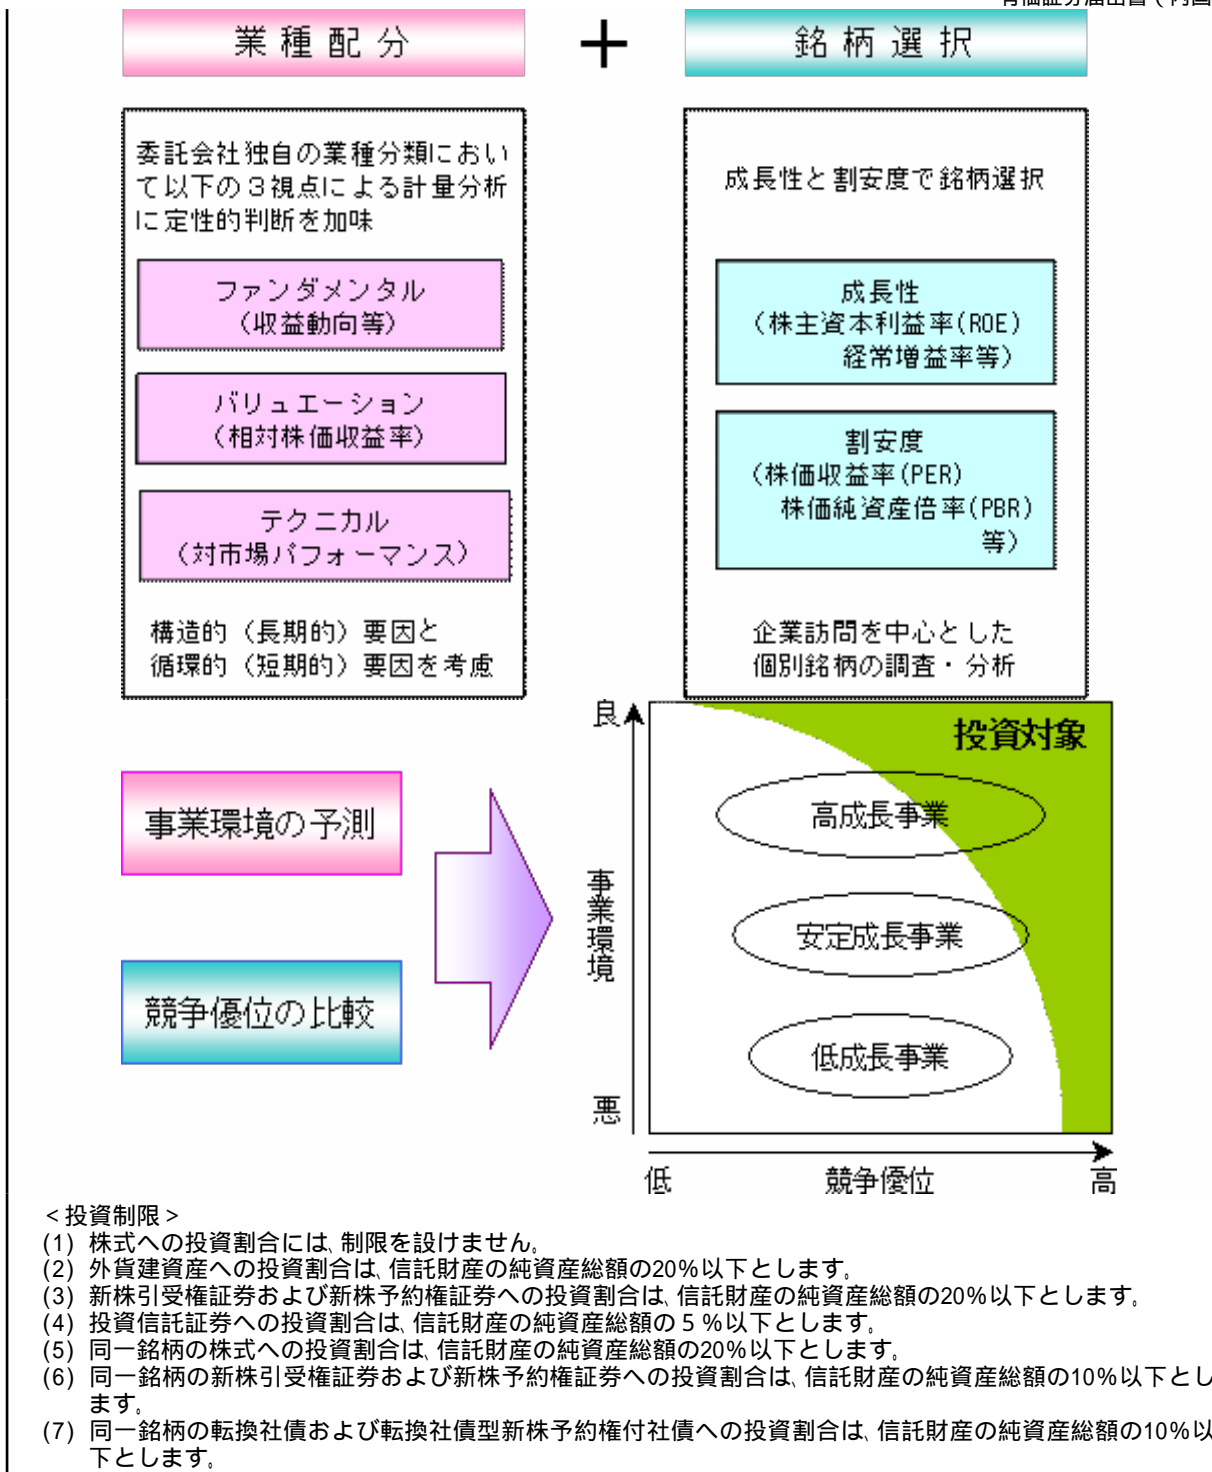 業種配分
＋
銘柄選択
委託会社独自の業種分類におい
て以下の３視点による計量分析
に定性的判断を加味
ファンダメンタル
（収益動向等）
バリュエーション
（相対株価収益率）
テクニカル
（対市場パフォーマンス）
構造的（長期的）要因と
循環的（短期的）要因を考慮
成長性と割安度で銘柄選択
成長性
（株主資本利益率(ROE)
経常増益率等）
割安度
（株価収益率(PER)
株価純資産倍率(PBR)
等）
企業訪問を中心とした
個別銘柄の調査・分析
事業環境の予測
競争優位の比較
良
事業環境
悪
投資対象
高成長事業
安定成長事業
低成長事業
低
競争優位
高
＜投資制限＞
(1) 株式への投資割合には、制限を設けません。
(2) 外貨建資産への投資割合は、信託財産の純資産総額の20％以下とします。
(3) 新株引受権証券および新株予約権証券への投資割合は、信託財産の純資産総額の20％以下とします。
(4) 投資信託証券への投資割合は、信託財産の純資産総額の５％以下とします。
(5) 同一銘柄の株式への投資割合は、信託財産の純資産総額の20％以下とします。
(6) 同一銘柄の新株引受権証券および新株予約権証券への投資割合は、信託財産の純資産総額の10％以下とし
ます。
(7) 同一銘柄の転換社債および転換社債型新株予約権付社債への投資割合は、信託財産の純資産総額の10％以
下とします。